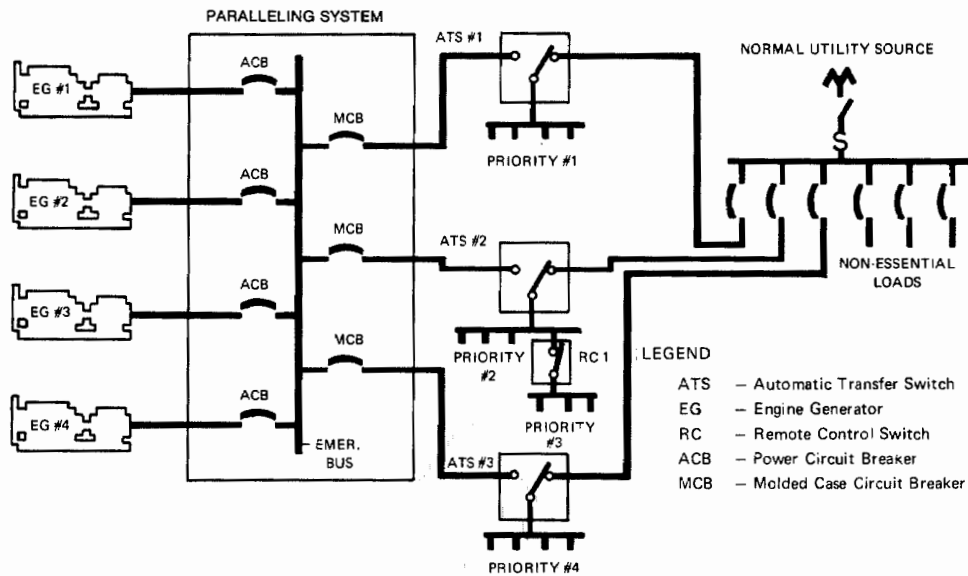 PARALLELING SYSTEM
EG #1
EG #2
EG #3
EG #4
ACB
ACB
ACB
ACB
MCB
MCB
MCB
EMER.
BUS
ATS #1
PRIORITY #1
ATS #2
PRIORITY
#2
RC 1
PRIORITY
#3
ATS #3
PRIORITY #4
NORMAL UTILITY SOURCE
S
NON-ESSENTIAL
LOADS
LEGEND
ATS – Automatic Transfer Switch
EG – Engine Generator
RC – Remote Control Switch
ACB – Power Circuit Breaker
MCB – Molded Case Circuit Breaker